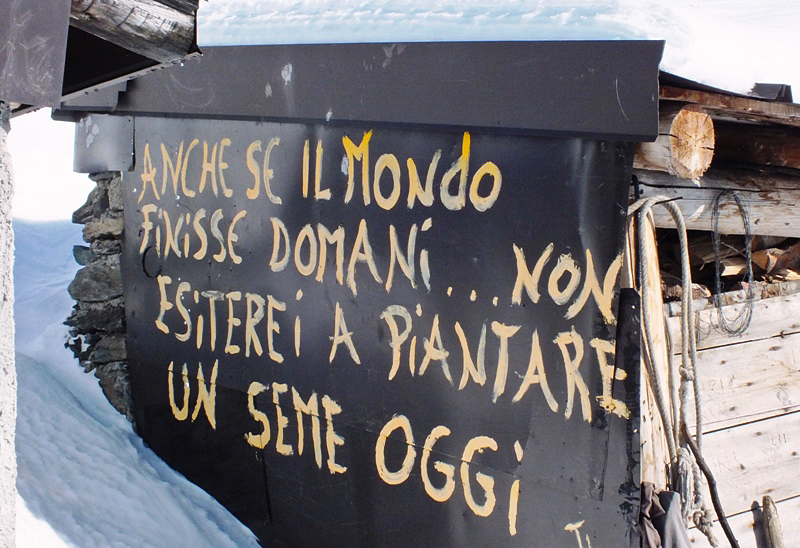 ANCHE SE IL MONdO
FiNiSSE DOMANi...NON
ESiTEREi A PiANTARE
UN SEME OGGi